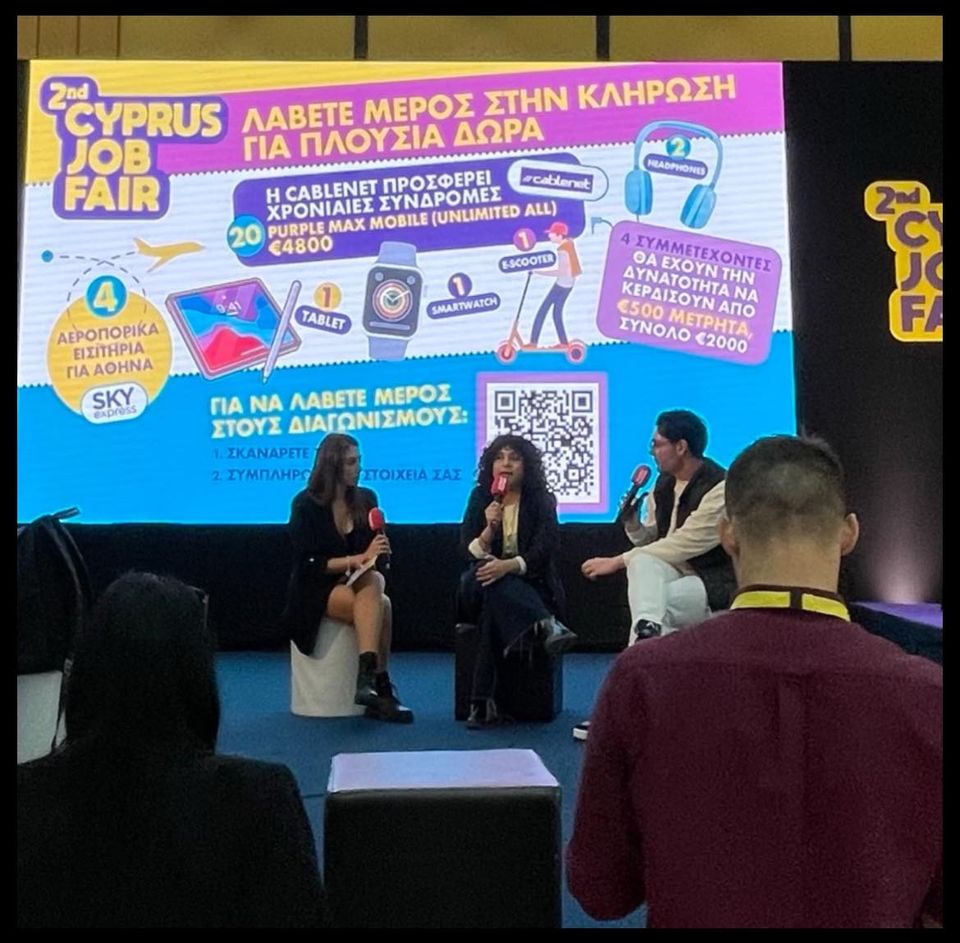 2nd
CYPRUS
JOB
FAIR
ΛΑΒΕΤΕ ΜΕΡΟΣ ΣΤΗΝ ΚΛΗΡΩΣΗ
ΓΙΑ ΠΛΟΥΣΙΑ ΔΩΡΑ
Η CABLENET ΠΡΟΣΦΕΡΕΙ
ΧΡΟΝΙΑΙΕΣ ΣΥΝΔΡΟΜΕΣ
20 PURPLE MAX MOBILE (UNLIMITED ALL)
€4800
cablenet
2
HEADPHONES
4
ΑΕΡΟΠΟΡΙΚΑ
ΕΙΣΙΤΗΡΙΑ
ΓΙΑ ΑΘΗΝΑ
SKY
express
9:41
1
TABLET
1
SMARTWATCH
1
E-SCOOTER
4 ΣΥΜΜΕΤΕΧΟΝΤΕΣ
ΘΑ ΕΧΟΥΝ ΤΗΝ
ΔΥΝΑΤΟΤΗΤΑ ΝΑ
ΚΕΡΔΙΣΟΥΝ ΑΠΟ
€500 ΜΕΤΡΗΤΑ,
ΣΥΝΟΛΟ €2000
ΓΙΑ ΝΑ ΛΑΒΕΤΕ ΜΕΡΟΣ
ΣΤΟΥΣ ΔΙΑΓΩΝΙΣΜΟΥΣ:
1. ΣΚΑΝΑΡΕΤΕ
2. ΣΥΜΠΛΗΡΩ ΣΤΟΙΧΕΙΑ ΣΑΣ
2nd
CY
JO
FA